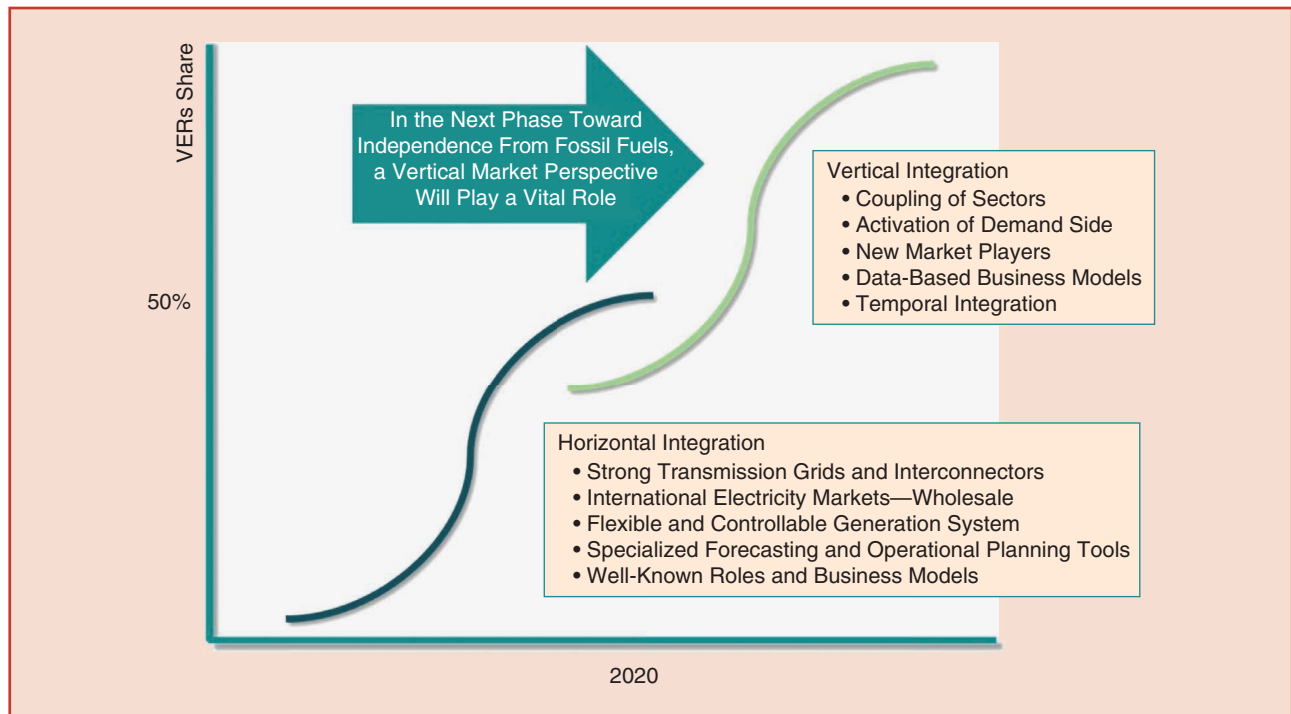 VERs Share
In the Next Phase Toward
Independence From Fossil Fuels,
a Vertical Market Perspective
Will Play a Vital Role
Vertical Integration
• Coupling of Sectors
• Activation of Demand Side
• New Market Players
• Data-Based Business Models
• Temporal Integration
50%
Horizontal Integration
• Strong Transmission Grids and Interconnectors
• International Electricity Markets—Wholesale
• Flexible and Controllable Generation System
• Specialized Forecasting and Operational Planning Tools
• Well-Known Roles and Business Models
2020